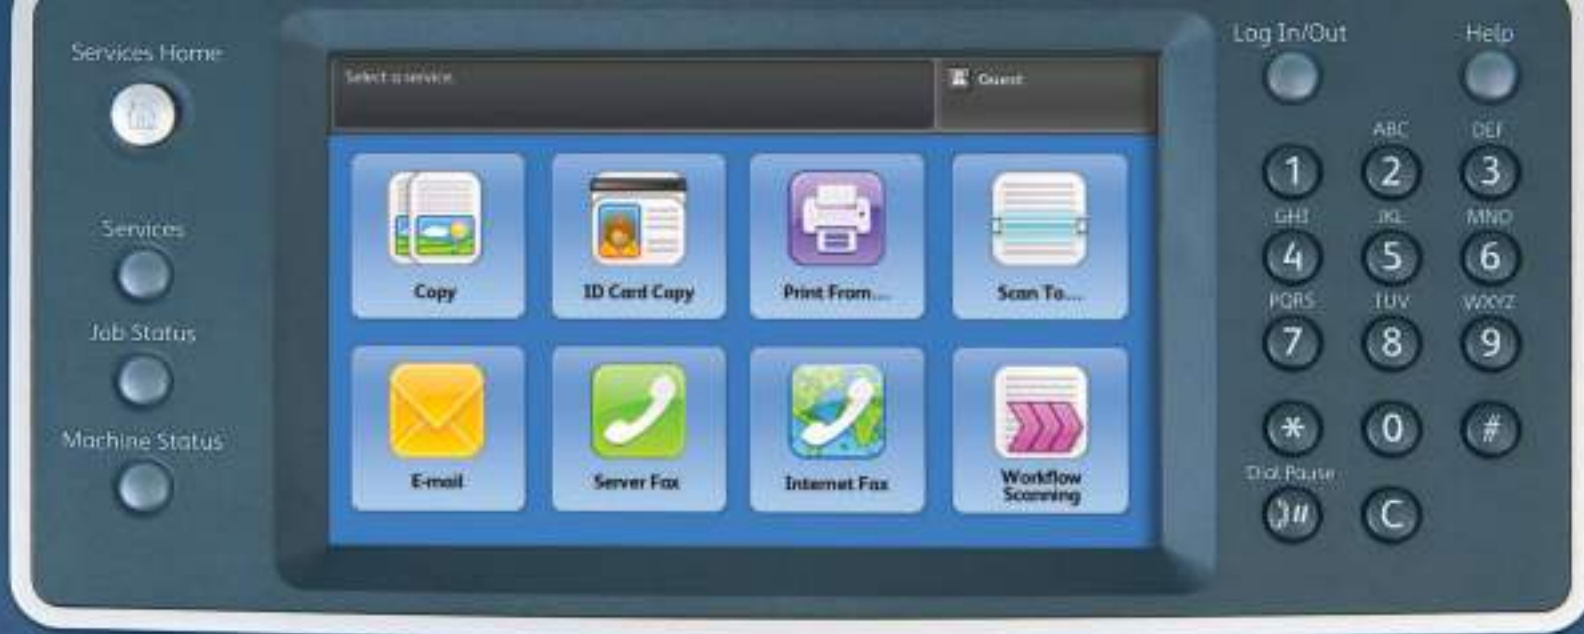 Services Home
Services
Job Status
Machine Status
Select a service.
Guest
Copy
ID Card Copy
Print From....
Scan To....
E-mail
Server Fax
Internet Fax
Workflow
Scanning
Log In/Out
Help
ABC
DEF
1
2
3
GHI
JKL
MNO
4
5
6
PQRS
TUV
WXYZ
7
8
9
*
0
#
Dial Pause
C